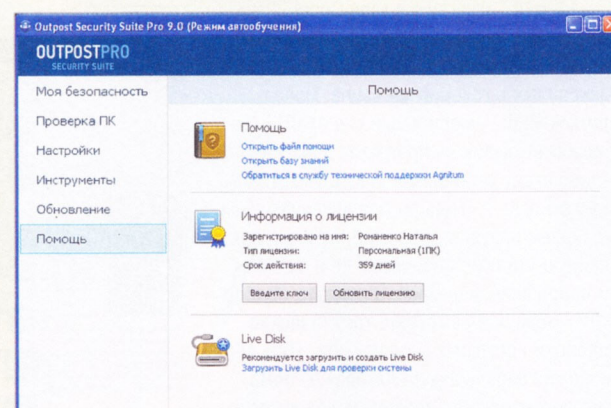 Outpost Security Suite Pro 9.0 (Режим автообучения)
OUTPOSTPRO
SECURITY SUITE
Моя безопасность
Проверка ПК
Настройки
Инструменты
Обновление
Помощь
Помощь
Помощь
Открыть файл помощи
Открыть базу знаний
Обратиться в службу технической поддержки Agnitum
Информация о лицензии
Зарегистрировано на имя: Романенко Наталья
Тип лицензии: Персональная (1ПК)
Срок действия: 359 дней
Введите ключ Обновить лицензию
Live Disk
Рекомендуется загрузить и создать Live Disk
Загрузить Live Disk для проверки системы